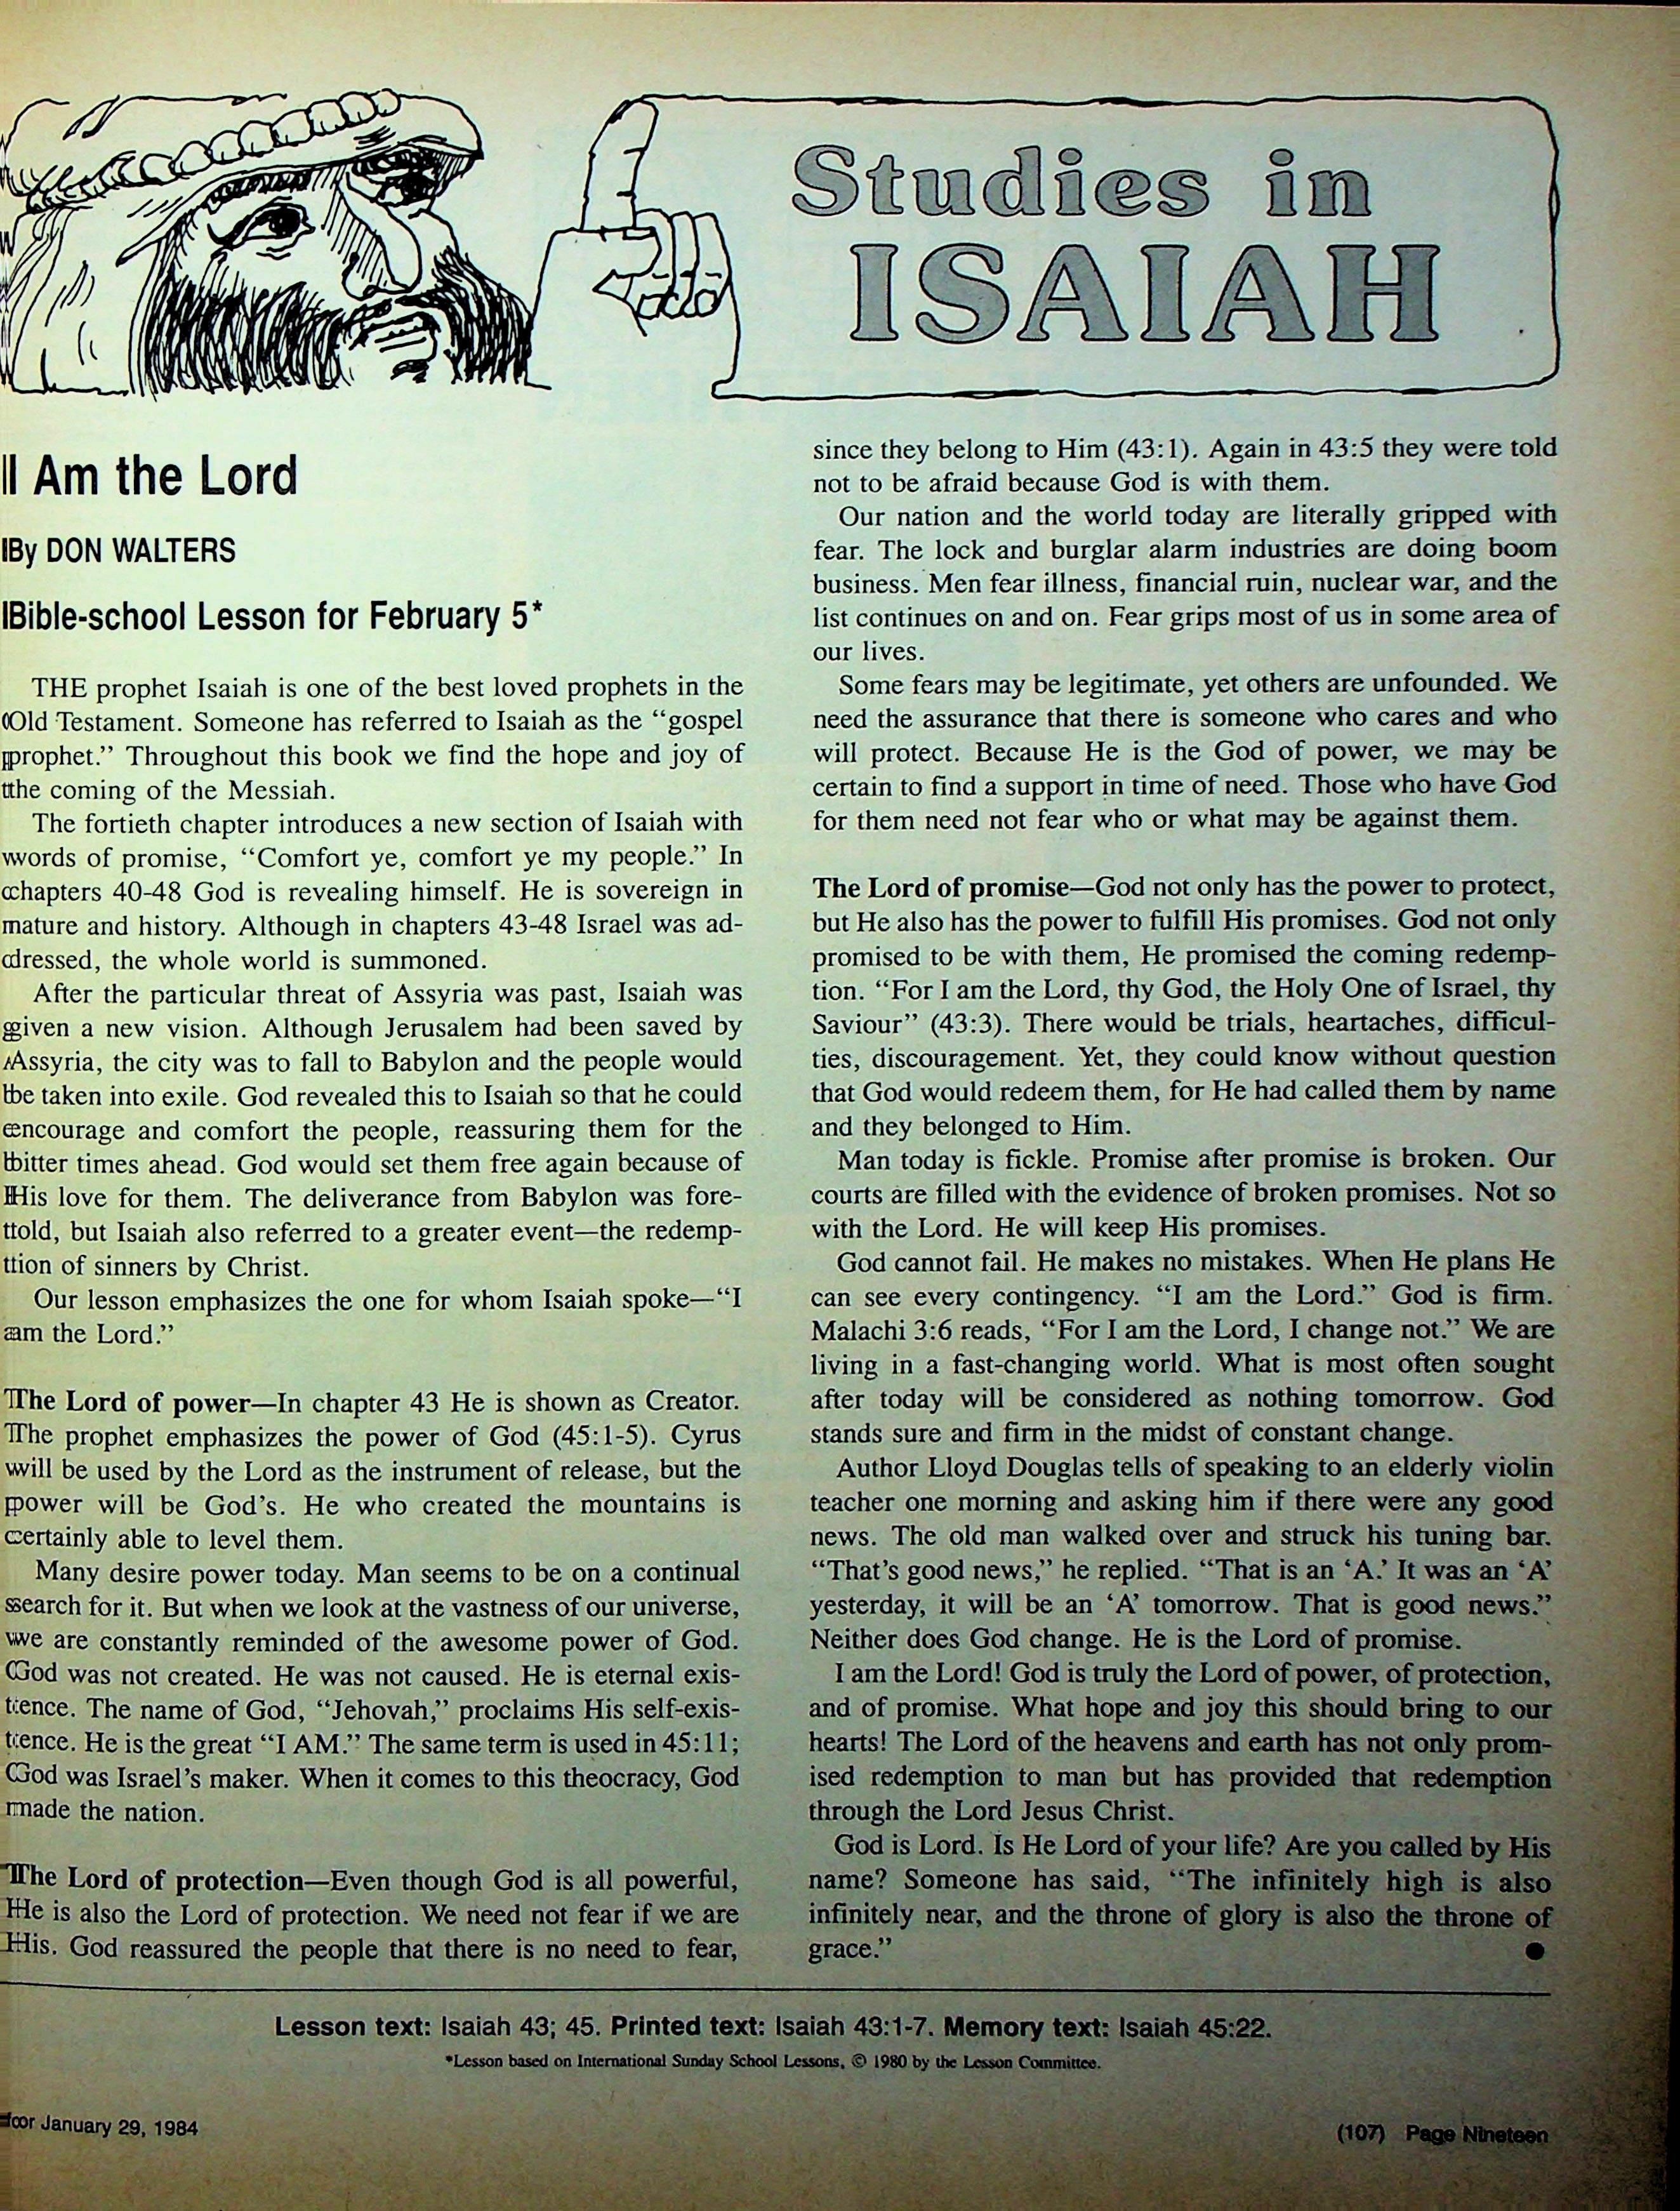 Studies in
ISAIAH
I Am the Lord
By DON WALTERS
Bible-school Lesson for February 5*
THE prophet Isaiah is one of the best loved prophets in the
Old Testament. Someone has referred to Isaiah as the “gospel
prophet.” Throughout this book we find the hope and joy of
the coming of the Messiah.
The fortieth chapter introduces a new section of Isaiah with
words of promise, “Comfort ye, comfort ye my people.” In
chapters 40-48 God is revealing himself. He is sovereign in
nature and history. Although in chapters 43-48 Israel was ad-
dressed, the whole world is summoned.
After the particular threat of Assyria was past, Isaiah was
given a new vision. Although Jerusalem had been saved by
Assyria, the city was to fall to Babylon and the people would
be taken into exile. God revealed this to Isaiah so that he could
encourage and comfort the people, reassuring them for the
bitter times ahead. God would set them free again because of
His love for them. The deliverance from Babylon was fore-
told, but Isaiah also referred to a greater event—the redemp-
tion of sinners by Christ.
Our lesson emphasizes the one for whom Isaiah spoke—“I
am the Lord.”
The Lord of power—In chapter 43 He is shown as Creator.
The prophet emphasizes the power of God (45:1-5). Cyrus
will be used by the Lord as the instrument of release, but the
power will be God’s. He who created the mountains is
certainly able to level them.
Many desire power today. Man seems to be on a continual
search for it. But when we look at the vastness of our universe,
we are constantly reminded of the awesome power of God.
God was not created. He was not caused. He is eternal exis-
tence. The name of God, “Jehovah,” proclaims His self-exis-
tence. He is the great “I AM.” The same term is used in 45:11;
God was Israel’s maker. When it comes to this theocracy, God
made the nation.
The Lord of protection—Even though God is all powerful,
He is also the Lord of protection. We need not fear if we are
His. God reassured the people that there is no need to fear,
since they belong to Him (43:1). Again in 43:5 they were told
not to be afraid because God is with them.
Our nation and the world today are literally gripped with
fear. The lock and burglar alarm industries are doing boom
business. Men fear illness, financial ruin, nuclear war, and the
list continues on and on. Fear grips most of us in some area of
our lives.
Some fears may be legitimate, yet others are unfounded. We
need the assurance that there is someone who cares and who
will protect. Because He is the God of power, we may be
certain to find a support in time of need. Those who have God
for them need not fear who or what may be against them.
The Lord of promise—God not only has the power to protect,
but He also has the power to fulfill His promises. God not only
promised to be with them, He promised the coming redemp-
tion. “For I am the Lord, thy God, the Holy One of Israel, thy
Saviour” (43:3). There would be trials, heartaches, difficul-
ties, discouragement. Yet, they could know without question
that God would redeem them, for He had called them by name
and they belonged to Him.
Man today is fickle. Promise after promise is broken. Our
courts are filled with the evidence of broken promises. Not so
with the Lord. He will keep His promises.
God cannot fail. He makes no mistakes. When He plans He
can see every contingency. “I am the Lord.” God is firm.
Malachi 3:6 reads, “For I am the Lord, I change not.” We are
living in a fast-changing world. What is most often sought
after today will be considered as nothing tomorrow. God
stands sure and firm in the midst of constant change.
Author Lloyd Douglas tells of speaking to an elderly violin
teacher one morning and asking him if there were any good
news. The old man walked over and struck his tuning bar.
“That’s good news,” he replied. “That is an ‘A.’ It was an ‘A’
yesterday, it will be an ‘A’ tomorrow. That is good news.”
Neither does God change. He is the Lord of promise.
I am the Lord! God is truly the Lord of power, of protection,
and of promise. What hope and joy this should bring to our
hearts! The Lord of the heavens and earth has not only prom-
ised redemption to man but has provided that redemption
through the Lord Jesus Christ.
God is Lord. Is He Lord of your life? Are you called by His
name? Someone has said, “The infinitely high is also
infinitely near, and the throne of glory is also the throne of
grace.” ●
Lesson text: Isaiah 43; 45. Printed text: Isaiah 43:1-7. Memory text: Isaiah 45:22.
*Lesson based on International Sunday School Lessons, © 1980 by the Lesson Committee.
for January 29, 1984
(107) Page Nineteen